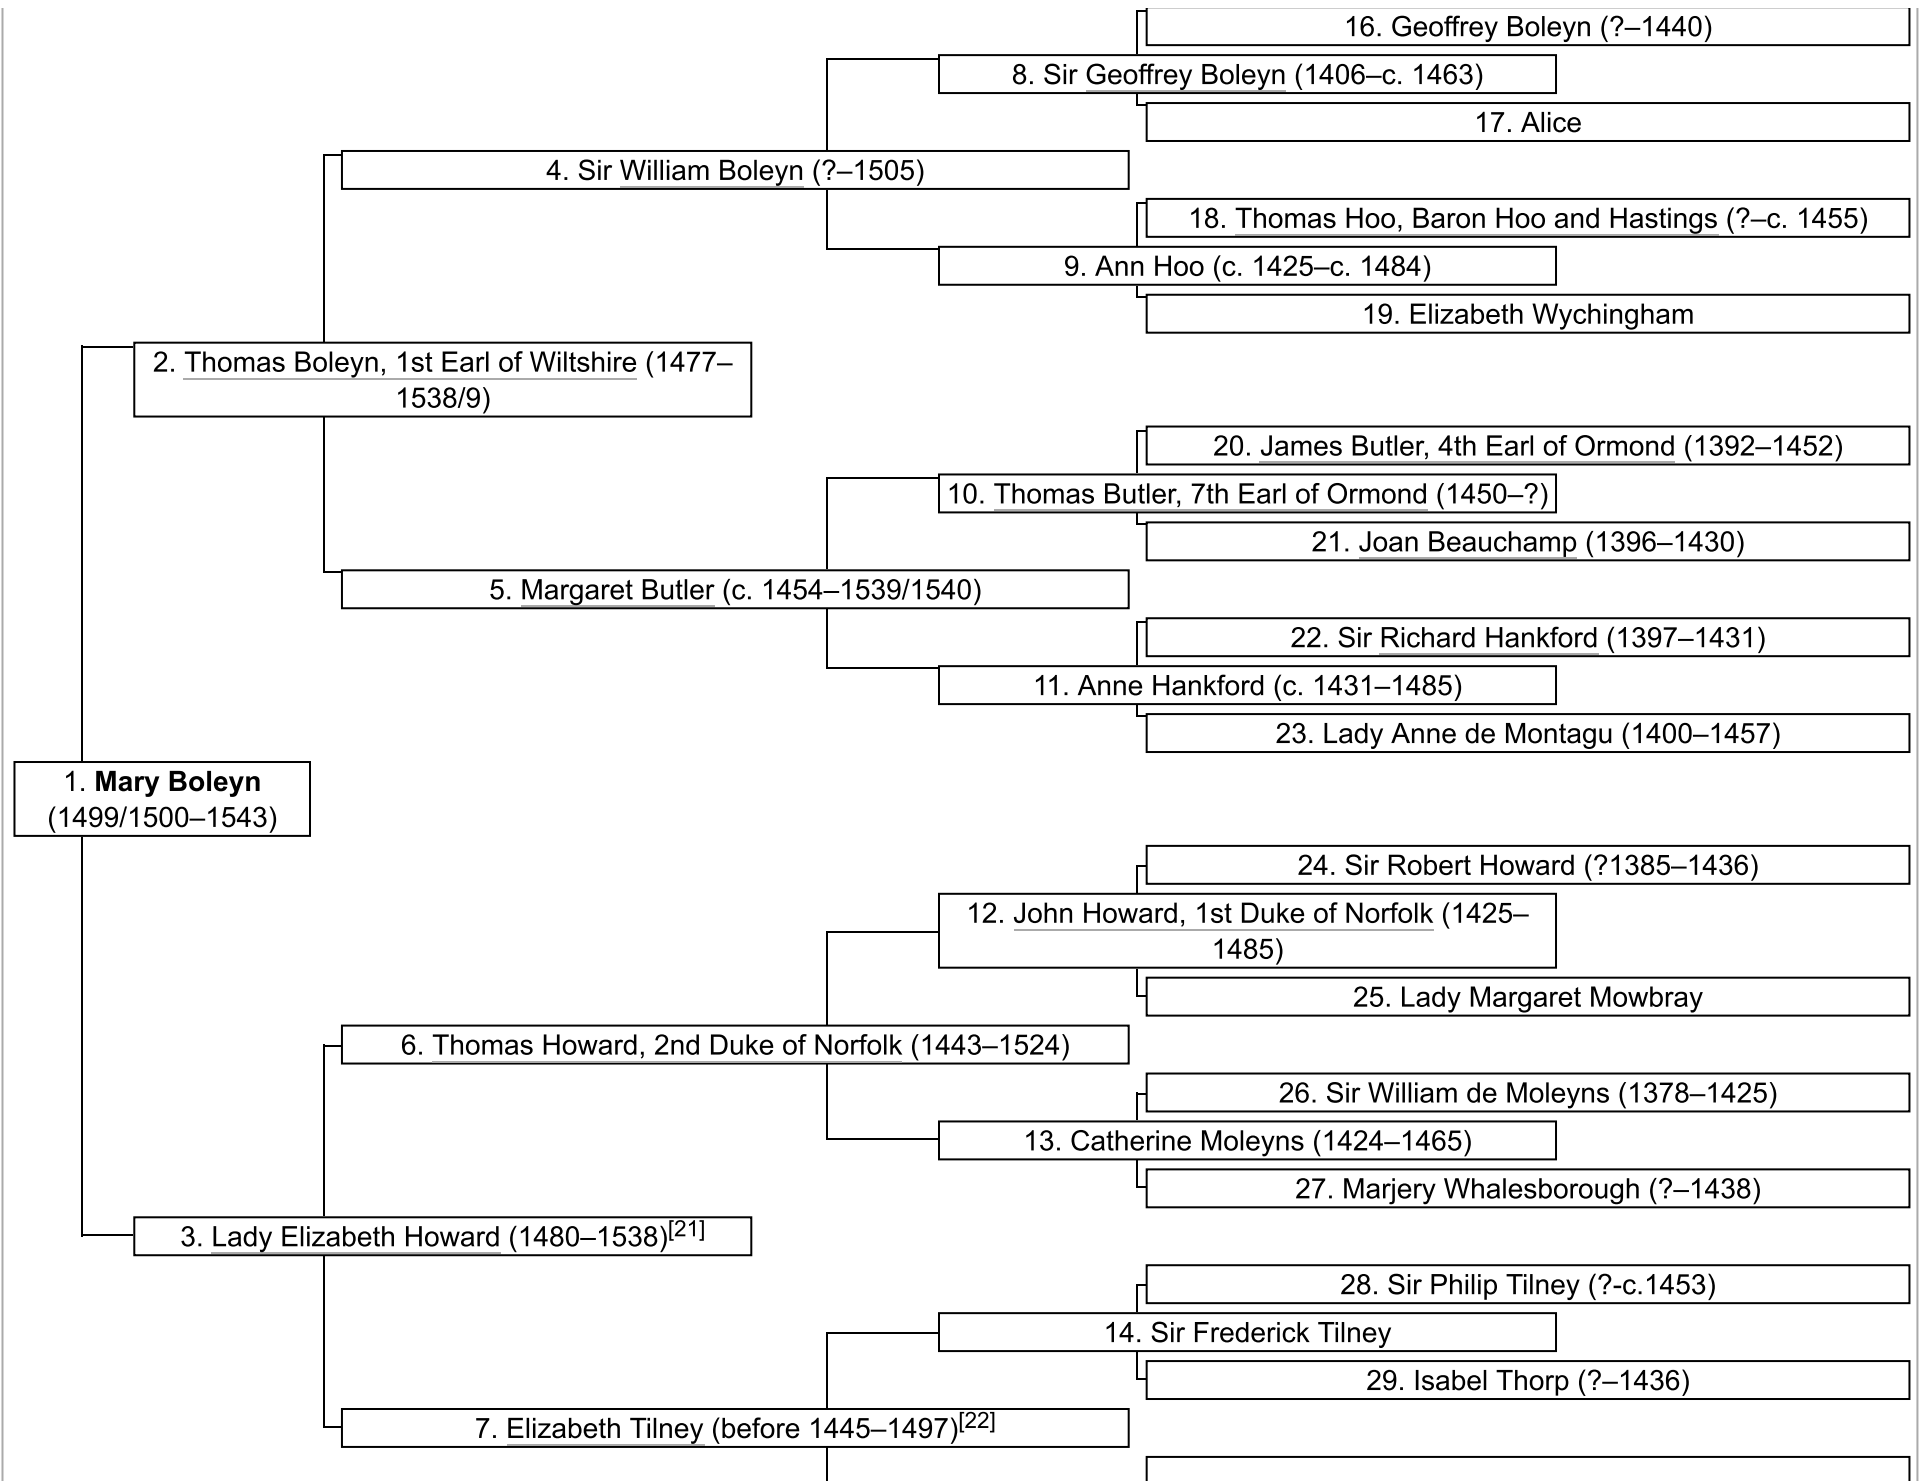 16. Geoffrey Boleyn (?–1440)
8. Sir Geoffrey Boleyn (1406–c. 1463)
17. Alice
4. Sir William Boleyn (?–1505)
18. Thomas Hoo, Baron Hoo and Hastings (?–c. 1455)
9. Ann Hoo (c. 1425–c. 1484)
19. Elizabeth Wychingham
2. Thomas Boleyn, 1st Earl of Wiltshire (1477–
1538/9)
20. James Butler, 4th Earl of Ormond (1392–1452)
10. Thomas Butler, 7th Earl of Ormond (1450–?)
21. Joan Beauchamp (1396–1430)
5. Margaret Butler (c. 1454–1539/1540)
22. Sir Richard Hankford (1397–1431)
11. Anne Hankford (c. 1431–1485)
23. Lady Anne de Montagu (1400–1457)
1. Mary Boleyn
(1499/1500–1543)
24. Sir Robert Howard (?1385–1436)
12. John Howard, 1st Duke of Norfolk (1425–
1485)
25. Lady Margaret Mowbray
6. Thomas Howard, 2nd Duke of Norfolk (1443–1524)
26. Sir William de Moleyns (1378–1425)
13. Catherine Moleyns (1424–1465)
27. Marjery Whalesborough (?–1438)
3. Lady Elizabeth Howard (1480–1538)[21]
28. Sir Philip Tilney (?-c.1453)
14. Sir Frederick Tilney
29. Isabel Thorp (?–1436)
7. Elizabeth Tilney (before 1445–1497)[22]